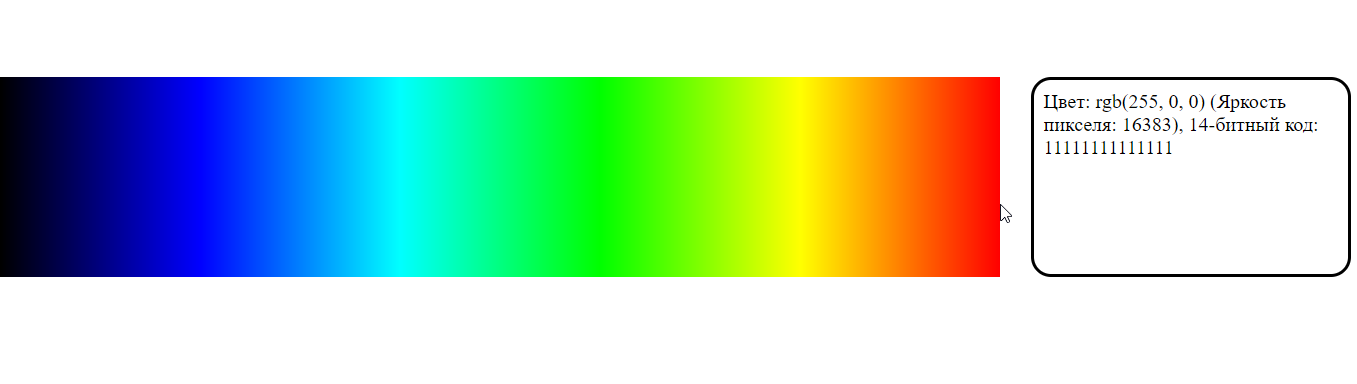 Цвет: rgb(255, 0, 0) (Яркость
пикселя: 16383), 14-битный код:
11111111111111